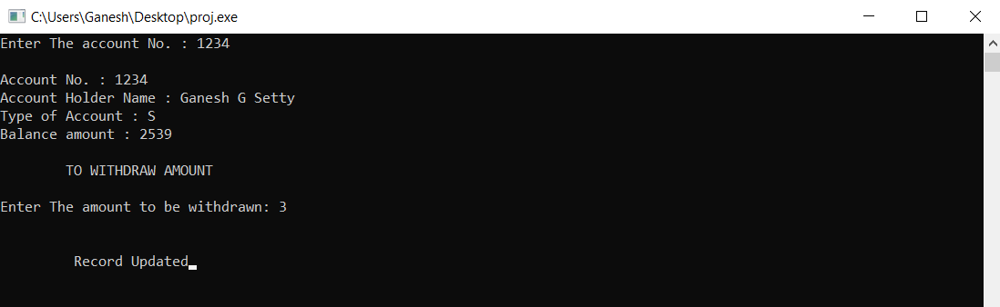 C:\Users\Ganesh\Desktop\proj.exe
Enter The account No. : 1234
Account No. : 1234
Account Holder Name : Ganesh G Setty
Type of Account : S
Balance amount : 2539
TO WITHDRAW AMOUNT
Enter The amount to be withdrawn: 3
Record Updated